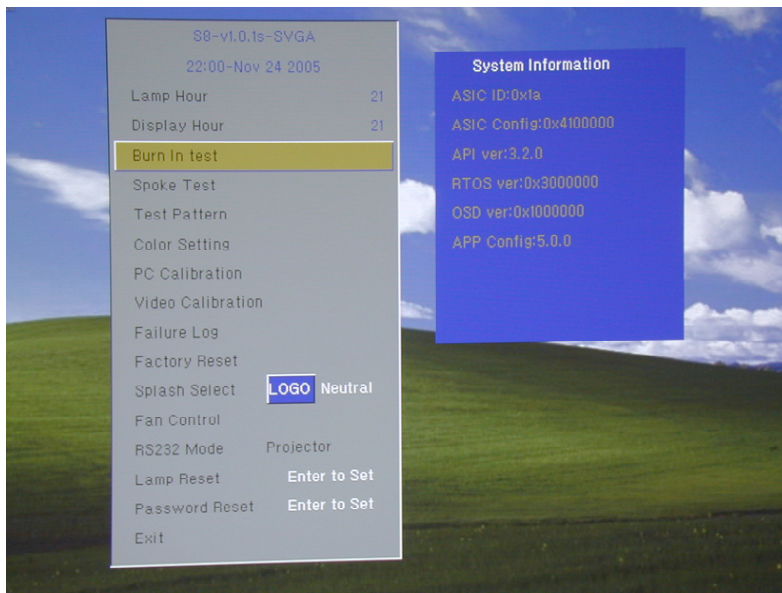 S8-v1.0.1s-SVGA
22:00-Nov 24 2005
Lamp Hour 21
Display Hour 21
Burn In test
Spoke Test
Test Pattern
Color Setting
PC Calibration
Video Calibration
Failure Log
Factory Reset
Splash Select LOGO Neutral
Fan Control
RS232 Mode Projector
Lamp Reset Enter to Set
Password Reset Enter to Set
Exit
System Information
ASIC ID:0x1a
ASIC Config:0x4100000
API ver:3.2.0
RTOS ver:0x3000000
OSD ver:0x1000000
APP Config:5.0.0